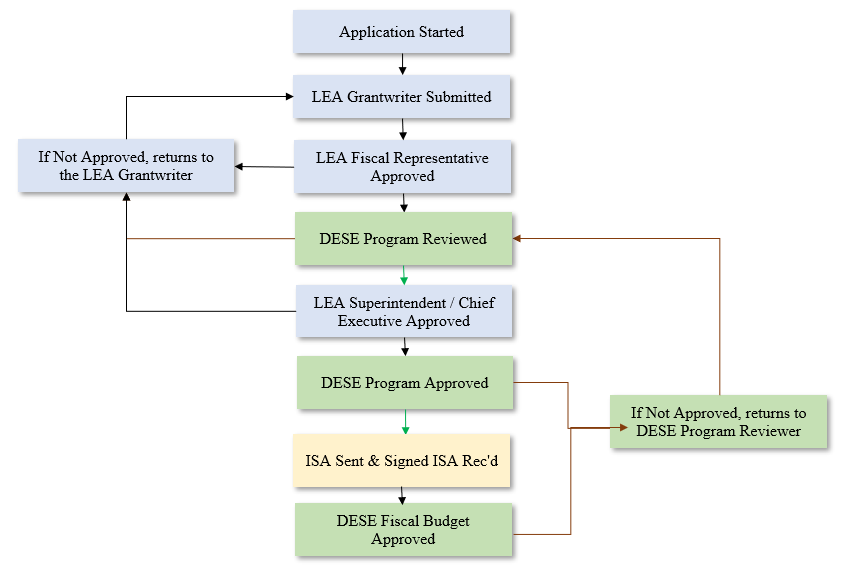 Application Started
LEA Grantwriter Submitted
If Not Approved, returns to
the LEA Grantwriter
LEA Fiscal Representative
Approved
DESE Program Reviewed
LEA Superintendent / Chief
Executive Approved
DESE Program Approved
If Not Approved, returns to
DESE Program Reviewer
ISA Sent & Signed ISA Rec'd
DESE Fiscal Budget
Approved